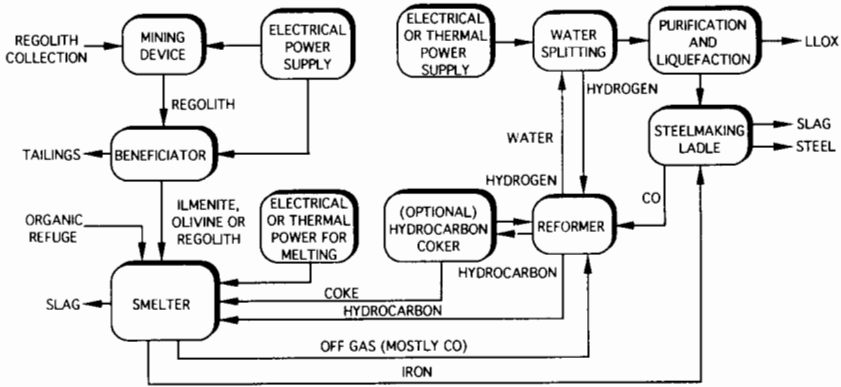 REGOLITH
COLLECTION
MINING
DEVICE
ELECTRICAL
POWER
SUPPLY
ELECTRICAL
OR THERMAL
POWER
SUPPLY
WATER
SPLITTING
PURIFICATION
AND
LIQUEFACTION
LLOX
REGOLITH
HYDROGEN
WATER
TAILINGS
BENEFICIATOR
STEELMAKING
LADLE
SLAG
STEEL
HYDROGEN
CO
ORGANIC
REFUGE
ILMENITE,
OLIVINE OR
REGOLITH
ELECTRICAL
OR THERMAL
POWER FOR
MELTING
(OPTIONAL)
HYDROCARBON
COKER
REFORMER
HYDROCARBON
SLAG
SMELTER
COKE
HYDROCARBON
OFF GAS (MOSTLY CO)
IRON